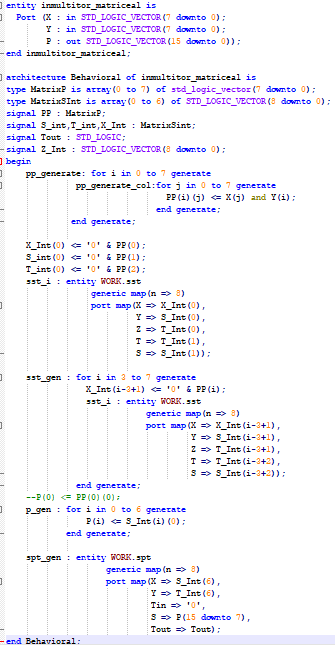 entity inmultitor_matriceal is
Port (X : in STD_LOGIC_VECTOR(7 downto 0);
Y : in STD_LOGIC_VECTOR(7 downto 0);
P : out STD_LOGIC_VECTOR(15 downto 0));
end inmultitor_matriceal;
architecture Behavioral of inmultitor_matriceal is
type MatrixP is array(0 to 7) of std_logic_vector(7 downto 0);
type MatrixSInt is array(0 to 6) of STD_LOGIC_VECTOR(8 downto 0);
signal PP : MatrixP;
signal S_int,T_int,X_Int : MatrixSint;
signal Tout : STD_LOGIC;
signal Z_Int : STD_LOGIC_VECTOR(8 downto 0);
begin
pp_generate: for i in 0 to 7 generate
pp_generate_col:for j in 0 to 7 generate
PP(i)(j) <= X(j) and Y(i);
end generate;
end generate;
X_Int(0) <= '0' & PP(0);
S_int(0) <= '0' & PP(1);
T_int(0) <= '0' & PP(2);
sst_i : entity WORK.sst
generic map(n => 8)
port map(X => X_Int(0),
Y => S_Int(0),
Z => T_Int(0),
T => T_Int(1),
S => S_Int(1));
sst_gen : for i in 3 to 7 generate
X_Int(i-3+1) <= '0' & PP(i);
sst_i : entity WORK.sst
generic map(n => 8)
port map(X => X_Int(i-3+1),
Y => S_Int(i-3+1),
Z => T_Int(i-3+1),
T => T_Int(i-3+2),
S => S_Int(i-3+2));
end generate;
--P(0) <= PP(0)(0);
p_gen : for i in 0 to 6 generate
P(i) <= S_Int(i)(0);
end generate;
spt_gen : entity WORK.spt
generic map(n => 8)
port map(X => S_Int(6),
Y => T_Int(6),
Tin => '0',
S => P(15 downto 7),
Tout => Tout);
end Behavioral;